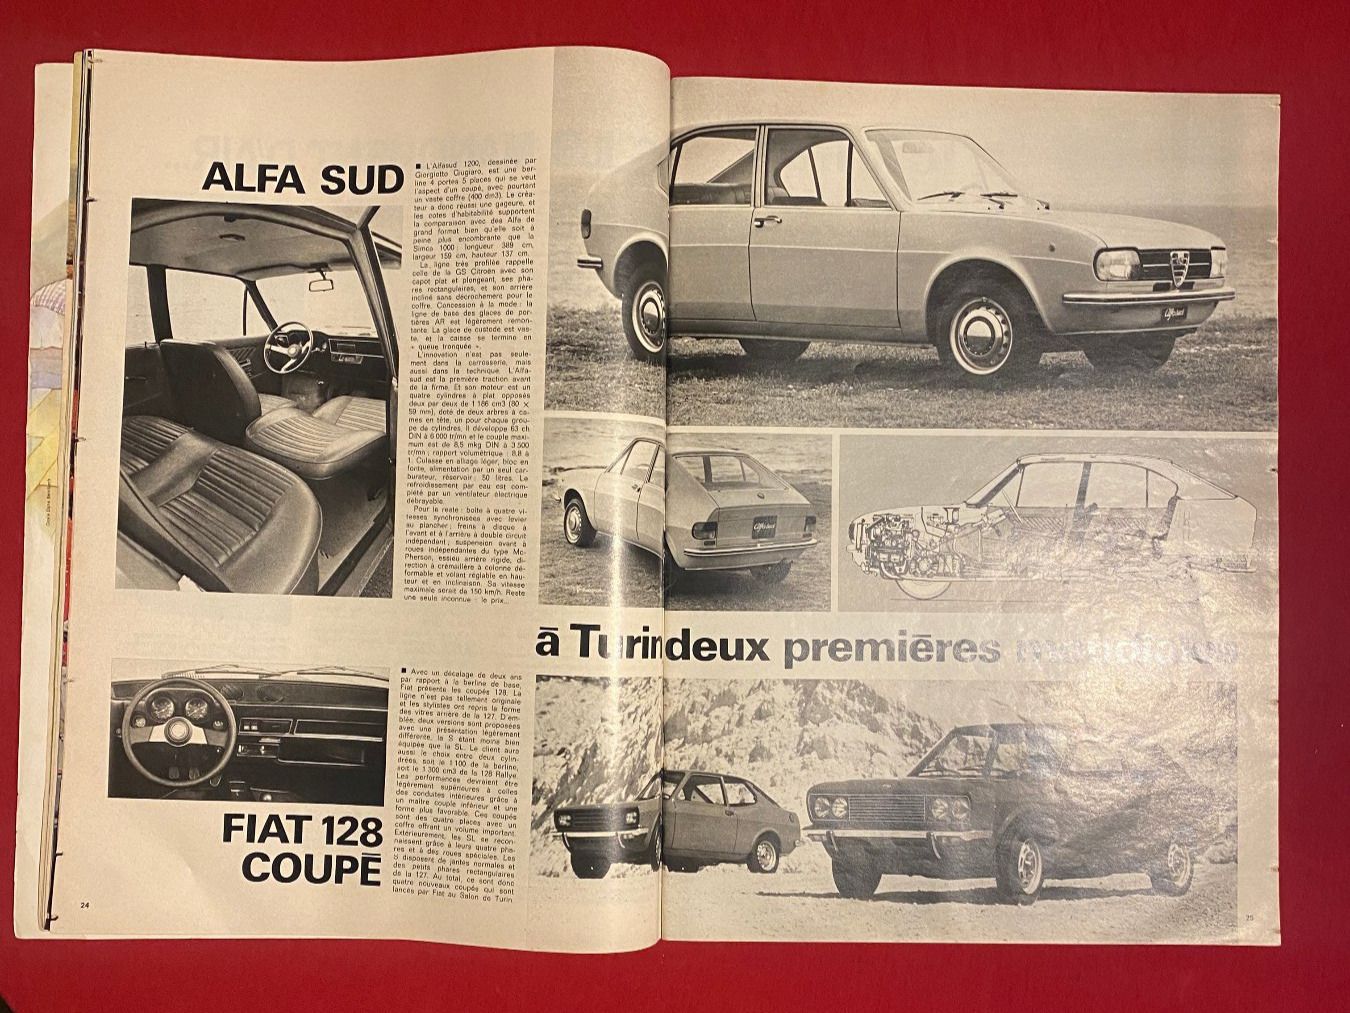 ALFA SUD
■ L'Alfasud 1200, dessinée par
Giorgietto Giugiaro, est une ber-
line 4 portes 5 places qui se veut
l'aspect d'un coupé, avec pourtant
un vaste coffre (400 dm3). Le créa-
teur a donc réussi une gageure, et
les cotes d'habitabilité supportent
la comparaison avec des Alfa de
grand format bien qu'elle soit à
peine plus encombrante que la
Simca 1000 : longueur 389 cm,
largeur 159 cm, hauteur 137 cm.
La ligne très profilée rappelle
celle de la GS Citroën avec son
capot plat et plongeant, ses pha-
res rectangulaires, et son arrière
incliné sans décrochement pour le
coffre. Concession à la mode : la
ligne de base des glaces de por-
tières AR est légèrement remon-
tante. La glace de custode est vas-
te, et la caisse se termine en
« queue tronquée ».
L'innovation n'est pas seule-
ment dans la carrosserie, mais
aussi dans la technique. L'Alfa-
sud est la première traction avant
de la firme. Et son moteur est un
quatre cylindres à plat opposés
deux par deux de 1 186 cm3 (80 ×
59 mm), doté de deux arbres à ca-
mes en tête, un pour chaque grou-
pe de cylindres. Il développe 63 ch
DIN à 6 000 tr/mn et le couple maxi-
mum est de 8,5 mkg DIN à 3 500
tr/mn ; rapport volumétrique : 8,8 à
1. Culasse en alliage léger, bloc en
fonte, alimentation par un seul car-
burateur, réservoir : 50 litres. Le
refroidissement par eau est com-
plété par un ventilateur électrique
débrayable.
Pour le reste : boîte à quatre vi-
tesses synchronisées avec levier
au plancher ; freins à disque à
l'avant et à l'arrière à double circuit
indépendant ; suspension avant à
roues indépendantes du type Mc-
Pherson, essieu arrière rigide, di-
rection à crémaillère à colonne dé-
formable et volant réglable en hau-
teur et en inclinaison. Sa vitesse
maximale serait de 150 km/h. Reste
une seule inconnue : le prix...
Alfasud
Alfasud
à Turin deux premières
■ Avec un décalage de deux ans
par rapport à la berline de base,
Fiat présente les coupés 128. La
ligne n'est pas tellement originale
et les stylistes ont repris la forme
des vitres arrière de la 127. D'em-
blée, deux versions sont proposées
avec une présentation légèrement
différente, la S étant moins bien
équipée que la SL. Le client aura
aussi le choix entre deux cylin-
drées, soit le 1 100 de la berline,
soit le 1 300 cm3 de la 128 Rallye.
Les performances devraient être
légèrement supérieures à celles
des conduites intérieures grâce à
un maître couple inférieur et une
forme plus favorable. Ces coupés
sont des quatre places avec un
coffre offrant un volume important.
Extérieurement, les SL se recon-
naissent grâce à leurs quatre pha-
res et à des roues spéciales. Les
S disposent de jantes normales et
des petits phares rectangulaires
de la 127. Au total, ce sont donc
quatre nouveaux coupés qui sont
lancés par Fiat au Salon de Turin.
FIAT 128
COUPÉ
24
25